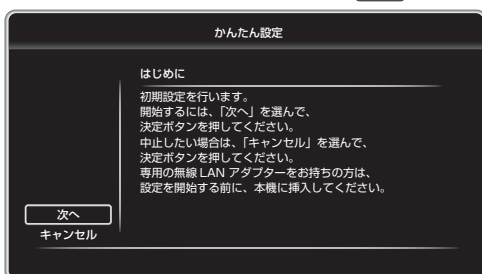 かんたん設定
はじめに
初期設定を行います。
開始するには、「次へ」を選んで、
決定ボタンを押してください。
中止したい場合は、「キャンセル」を選んで、
決定ボタンを押してください。
専用の無線 LAN アダプターをお持ちの方は、
設定を開始する前に、本機に挿入してください。
次へ
キャンセル